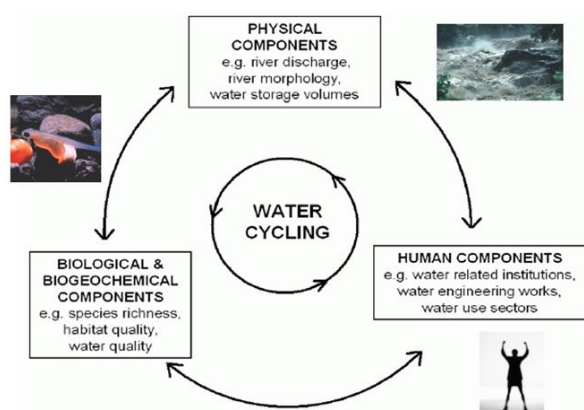 PHYSICAL
COMPONENTS
e.g. river discharge,
river morphology,
water storage volumes
WATER
CYCLING
BIOLOGICAL &
BIOGEOCHEMICAL
COMPONENTS
e.g. species richness,
habitat quality,
water quality
HUMAN COMPONENTS
e.g. water related institutions,
water engineering works,
water use sectors